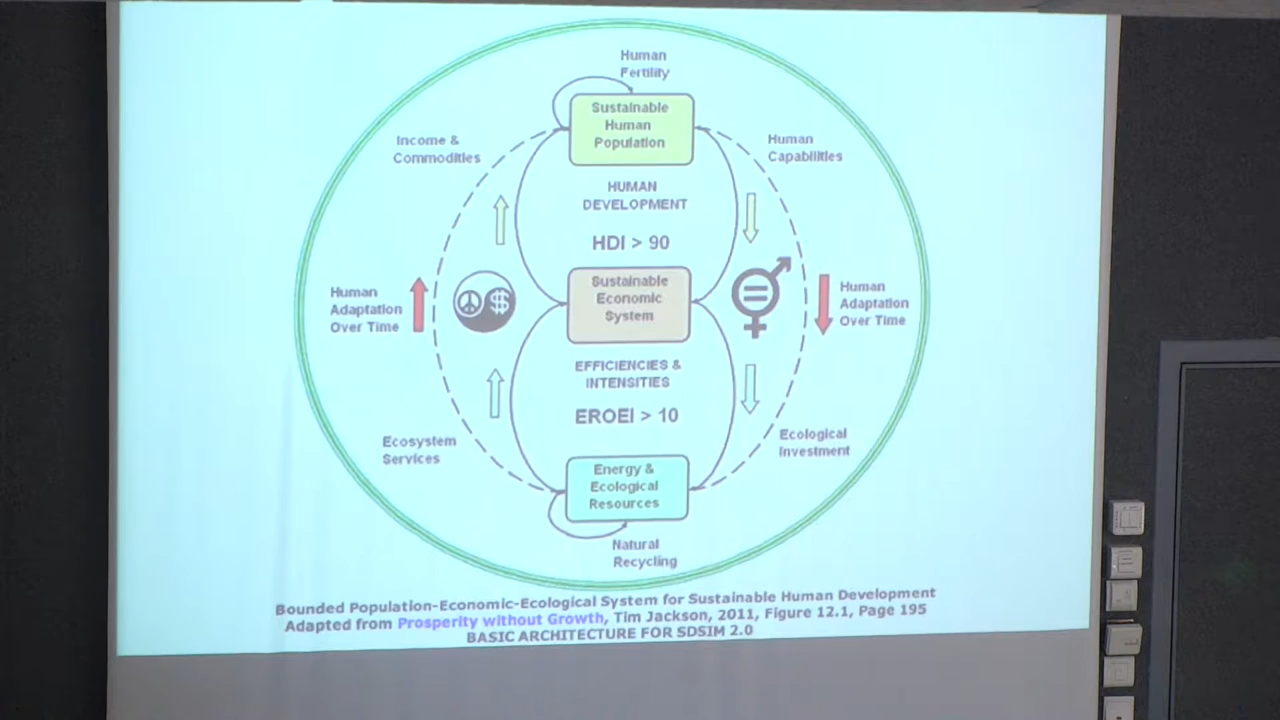 Human
Fertility
Sustainable
Human
Population
Income &
Commodities
Human
Capabilities
HUMAN
DEVELOPMENT
HDI > 90
Sustainable
Economic
System
Human
Adaptation
Over Time
$
Human
Adaptation
Over Time
EFFICIENCIES &
INTENSITIES
EROEI > 10
Ecosystem
Services
Ecological
Investment
Energy &
Ecological
Resources
Natural
Recycling
Bounded Population-Economic-Ecological System for Sustainable Human Development
Adapted from Prosperity without Growth, Tim Jackson, 2011, Figure 12.1, Page 195
BASIC ARCHITECTURE FOR SDSIM 2.0